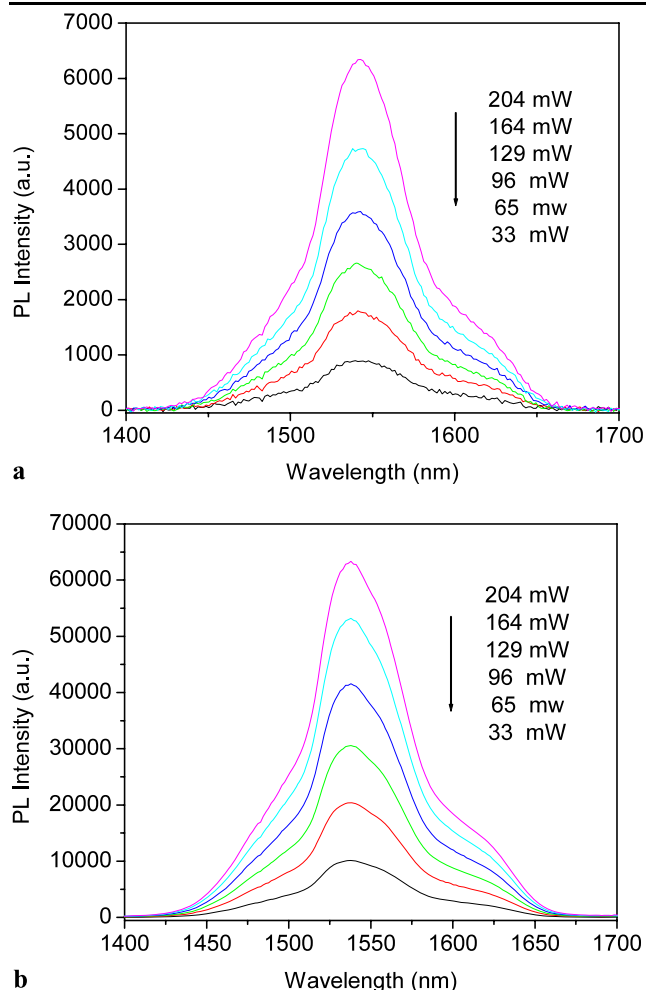 7000
6000
5000
4000
3000
2000
1000
0
PL Intensity (a.u.)
204 mW
164 mW
129 mW
96 mW
65 mw
33 mW
1400 1500 1600 1700
Wavelength (nm)
a
70000
60000
50000
40000
30000
20000
10000
0
PL Intensity (a.u.)
204 mW
164 mW
129 mW
96 mW
65 mw
33 mW
1400 1450 1500 1550 1600 1650 1700
Wavelength (nm)
b